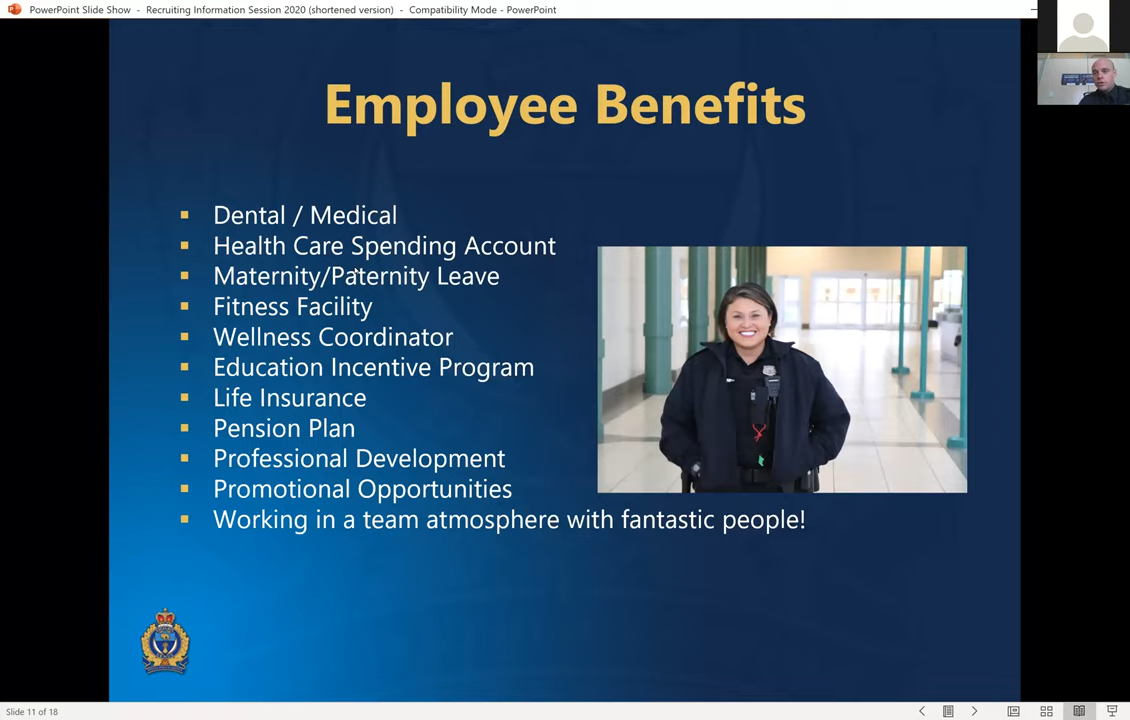 PowerPoint Slide Show - Recruiting Information Session 2020 (shortened version) - Compatibility Mode - PowerPoint
Employee Benefits
▪ Dental / Medical
▪ Health Care Spending Account
▪ Maternity/Paternity Leave
▪ Fitness Facility
▪ Wellness Coordinator
▪ Education Incentive Program
▪ Life Insurance
▪ Pension Plan
▪ Professional Development
▪ Promotional Opportunities
▪ Working in a team atmosphere with fantastic people!
Slide 11 of 18